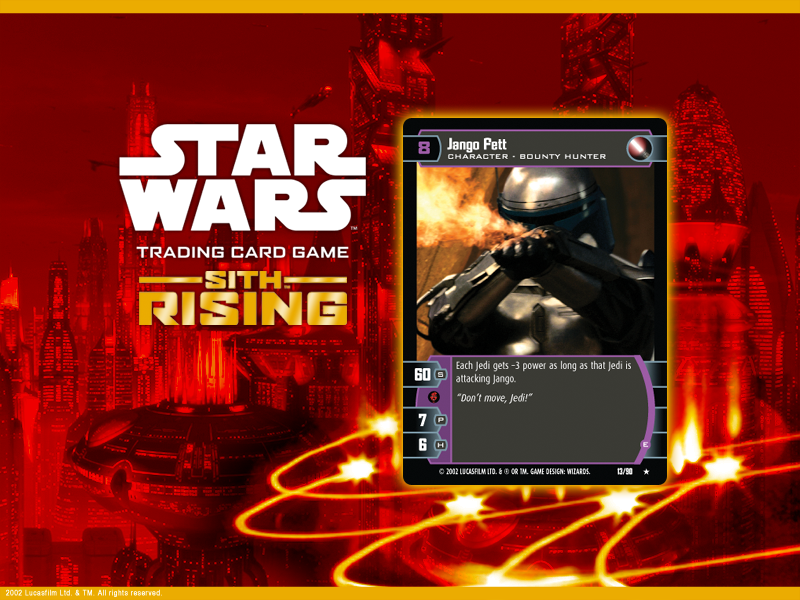 STAR
WARS
TM
TRADING CARD GAME
SITH
RISING
8
Jango Fett
CHARACTER - BOUNTY HUNTER
Each Jedi gets -3 power as long as that Jedi is
attacking Jango.
"Don't move, Jedi!"
60 S
7 P
6 H
E
© 2002 LUCASFILM LTD. & ® OR TM. GAME DESIGN: WIZARDS. 13/90 ★
2002 Lucasfilm Ltd. & TM. All rights reserved.